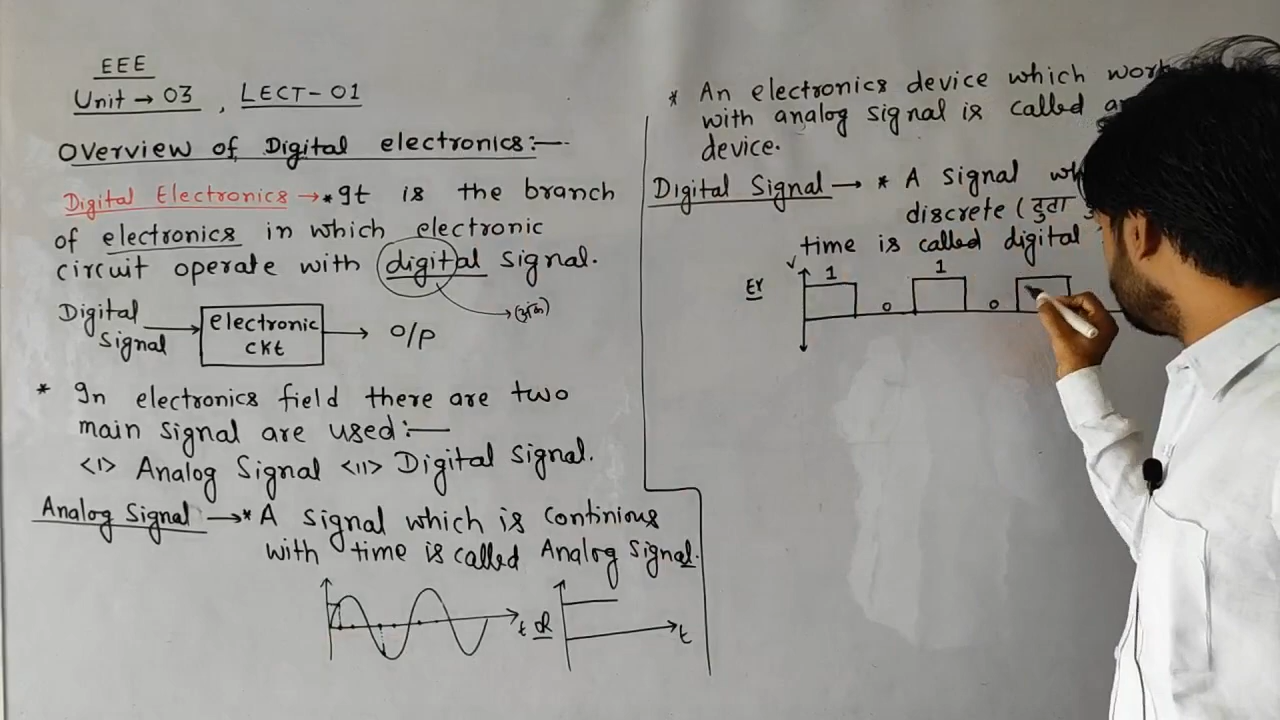 EEE
Unit → 03 , LECT-01
Overview of Digital electronics:-
Digital Electronics → * It is the branch
of electronics in which electronic
circuit operate with digital signal.
(अंक)
Digital
Signal
electronic
ckt
o/p
* In electronics field there are two
main signal are used:-
<1> Analog Signal <11> Digital Signal.
Analog Signal → * A signal which is continious
with time is called Analog signal.
t
or
t
* An electronics device which work
with analog signal is called
device.
Digital Signal → * A signal
discrete (टुटा
time is called digital
Ex
V
1
0
1
0